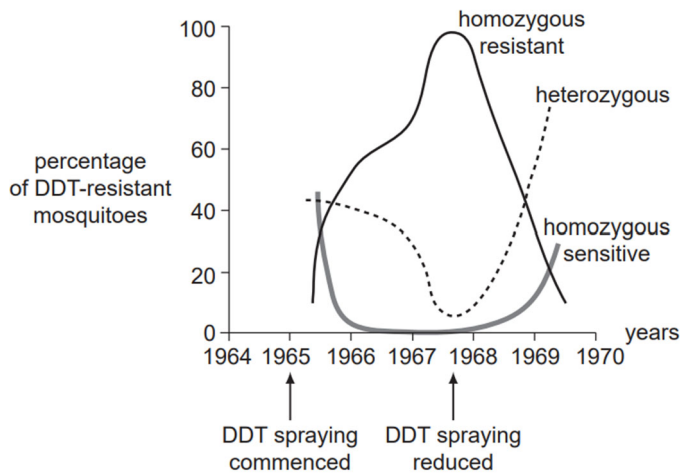 homozygous
resistant
heterozygous
homozygous
sensitive
percentage
of DDT-resistant
mosquitoes
100
80
60
40
20
0
years
1964 1965 1966 1967 1968 1969 1970
DDT spraying
commenced
DDT spraying
reduced